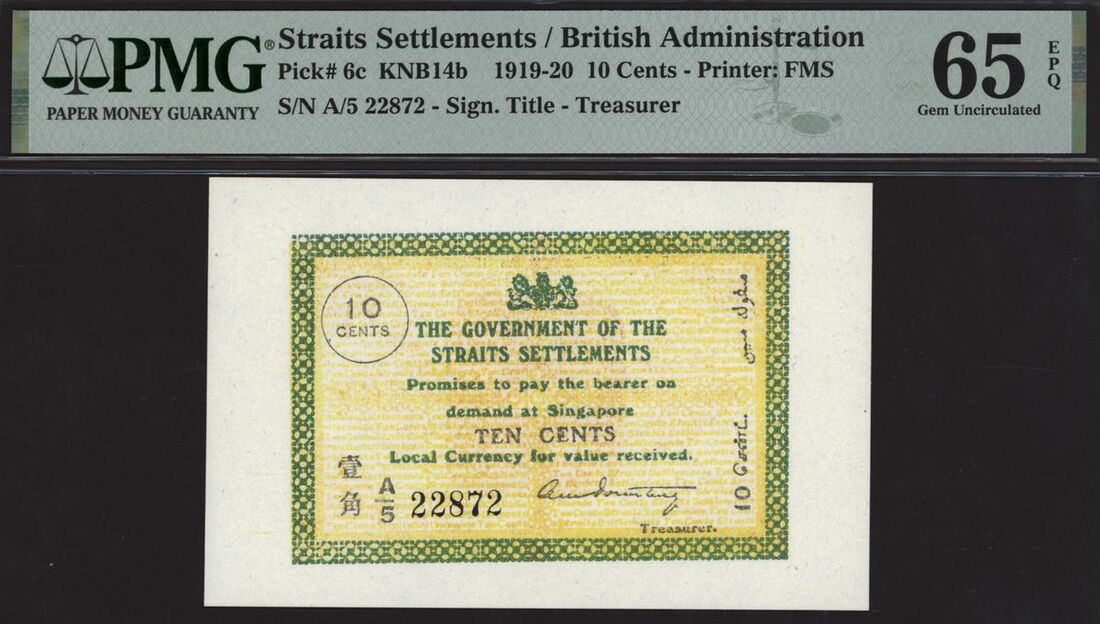 PMG®
PAPER MONEY GUARANTY
Straits Settlements / British Administration
Pick# 6c KNB14b 1919-20 10 Cents - Printer: FMS
S/N A/5 22872 - Sign. Title - Treasurer
65
EPQ
Gem Uncirculated
10
CENTS
THE GOVERNMENT OF THE
STRAITS SETTLEMENTS
Promises to pay the bearer on
demand at Singapore
TEN CENTS
Local Currency for value received.
壹
角
A/5 22872
Treasurer.
سڤوله سين
10